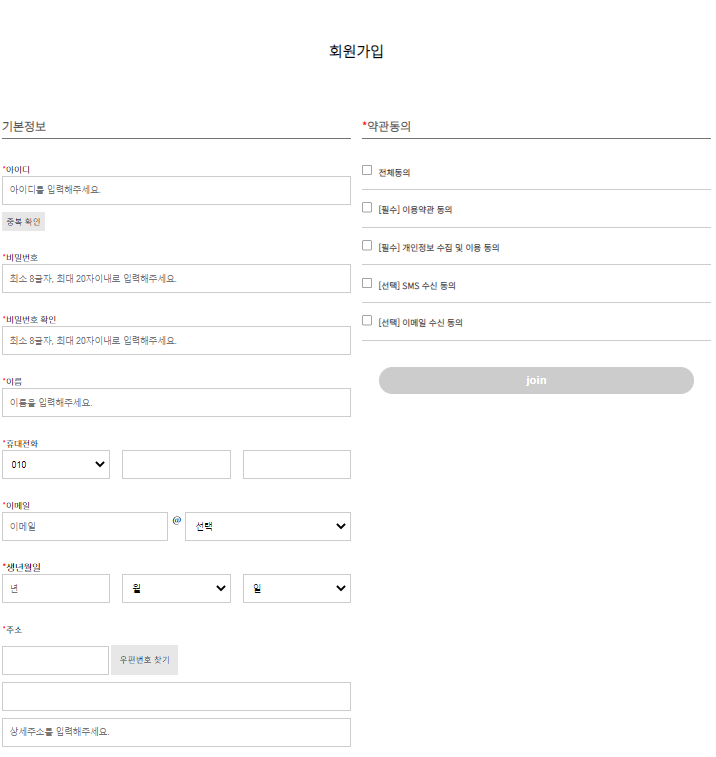 회원가입
기본정보
*아이디
아이디를 입력해주세요.
중복 확인
*비밀번호
최소 8글자, 최대 20자이내로 입력해주세요.
*비밀번호 확인
최소 8글자, 최대 20자이내로 입력해주세요.
*이름
이름을 입력해주세요.
*휴대전화
010
*이메일
이메일 @ 선택
*생년월일
년 월 일
*주소
우편번호 찾기
상세주소를 입력해주세요.
*약관동의
전체동의
[필수] 이용약관 동의
[필수] 개인정보 수집 및 이용 동의
[선택] SMS 수신 동의
[선택] 이메일 수신 동의
join